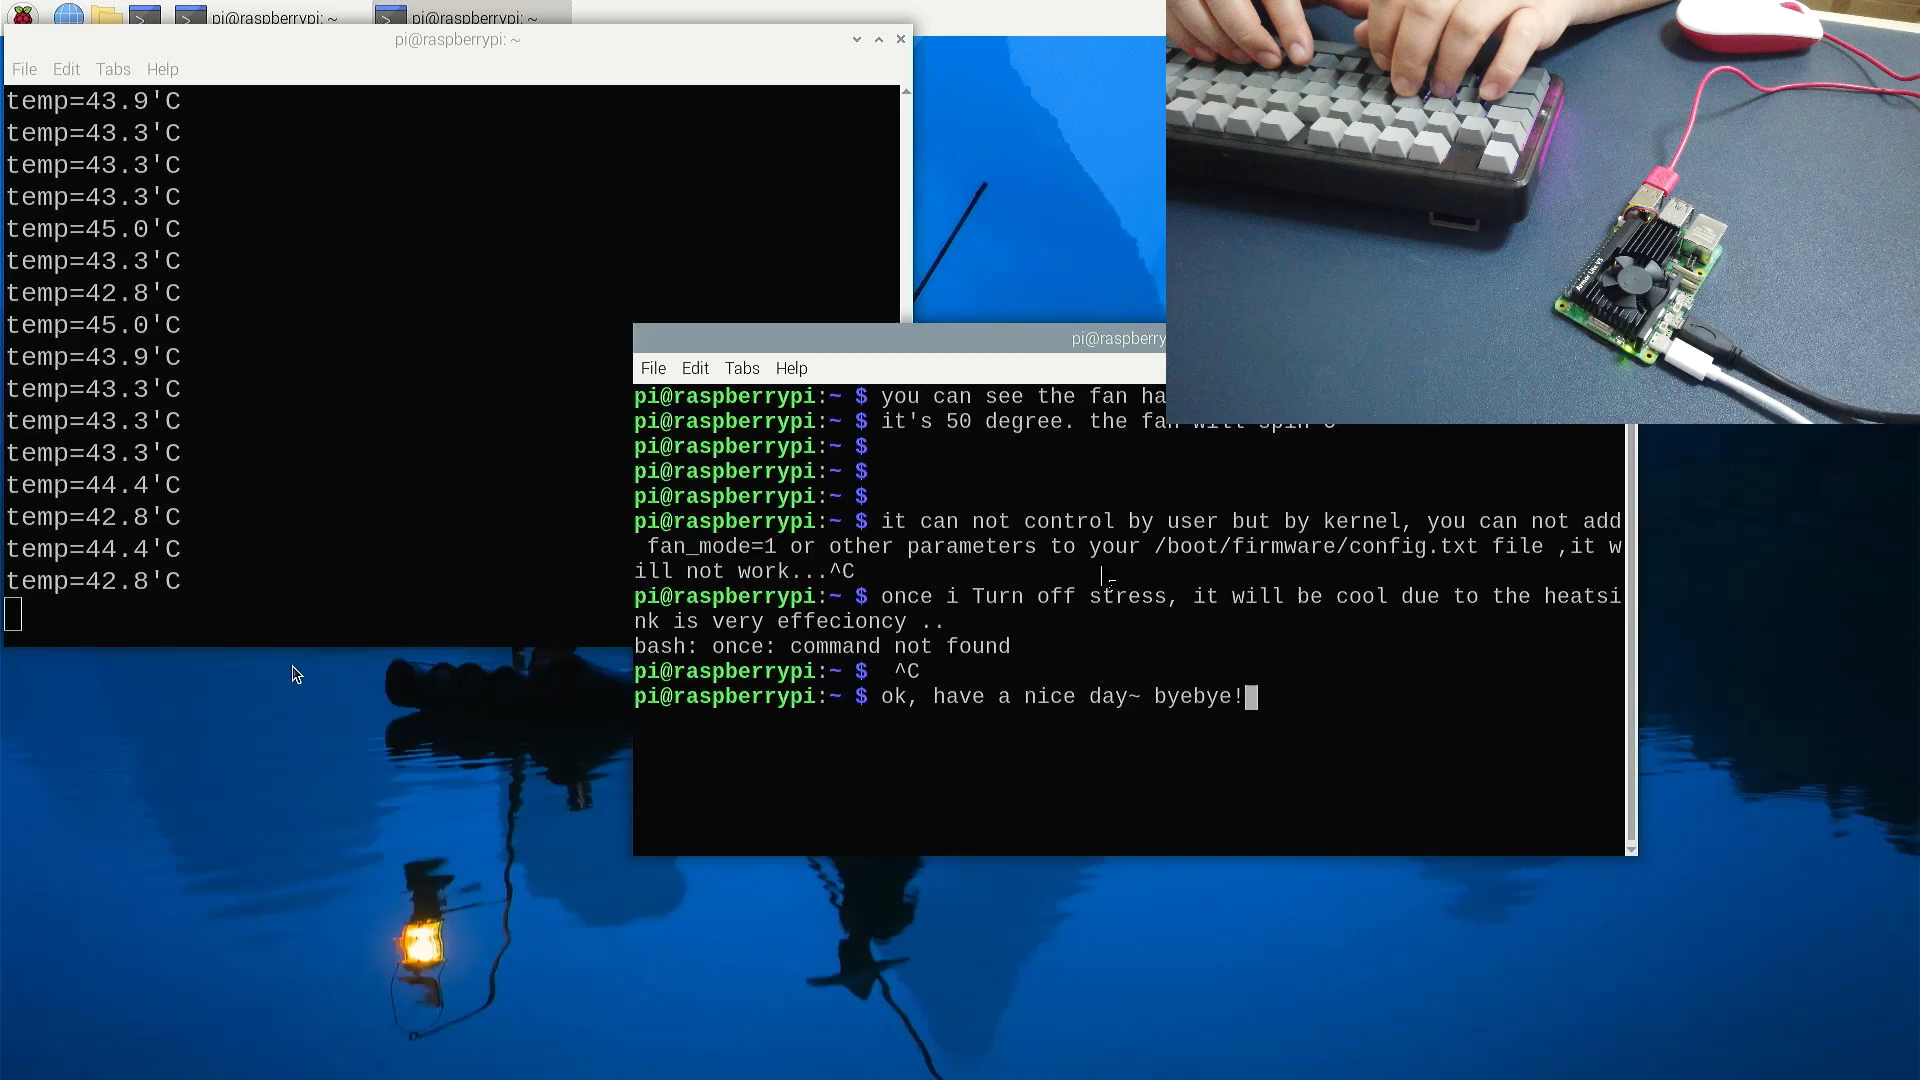 pi@raspberrypi: ~
pi@raspberrypi: ~
pi@raspberrypi: ~
File Edit Tabs Help
temp=43.9'C
temp=43.3'C
temp=43.3'C
temp=43.3'C
temp=45.0'C
temp=43.3'C
temp=42.8'C
temp=45.0'C
temp=43.9'C
temp=43.3'C
temp=43.3'C
temp=43.3'C
temp=44.4'C
temp=42.8'C
temp=44.4'C
temp=42.8'C
pi@raspberry
File Edit Tabs Help
pi@raspberrypi:~ $ you can see the fan ha
pi@raspberrypi:~ $ it's 50 degree. the fan will spin
pi@raspberrypi:~ $
pi@raspberrypi:~ $
pi@raspberrypi:~ $
pi@raspberrypi:~ $ it can not control by user but by kernel, you can not add
fan_mode=1 or other parameters to your /boot/firmware/config.txt file ,it w
ill not work...^C
pi@raspberrypi:~ $ once i Turn off stress, it will be cool due to the heatsi
nk is very effecioncy ..
bash: once: command not found
pi@raspberrypi:~ $ ^C
pi@raspberrypi:~ $ ok, have a nice day~ byebye!
Armor Lite V5